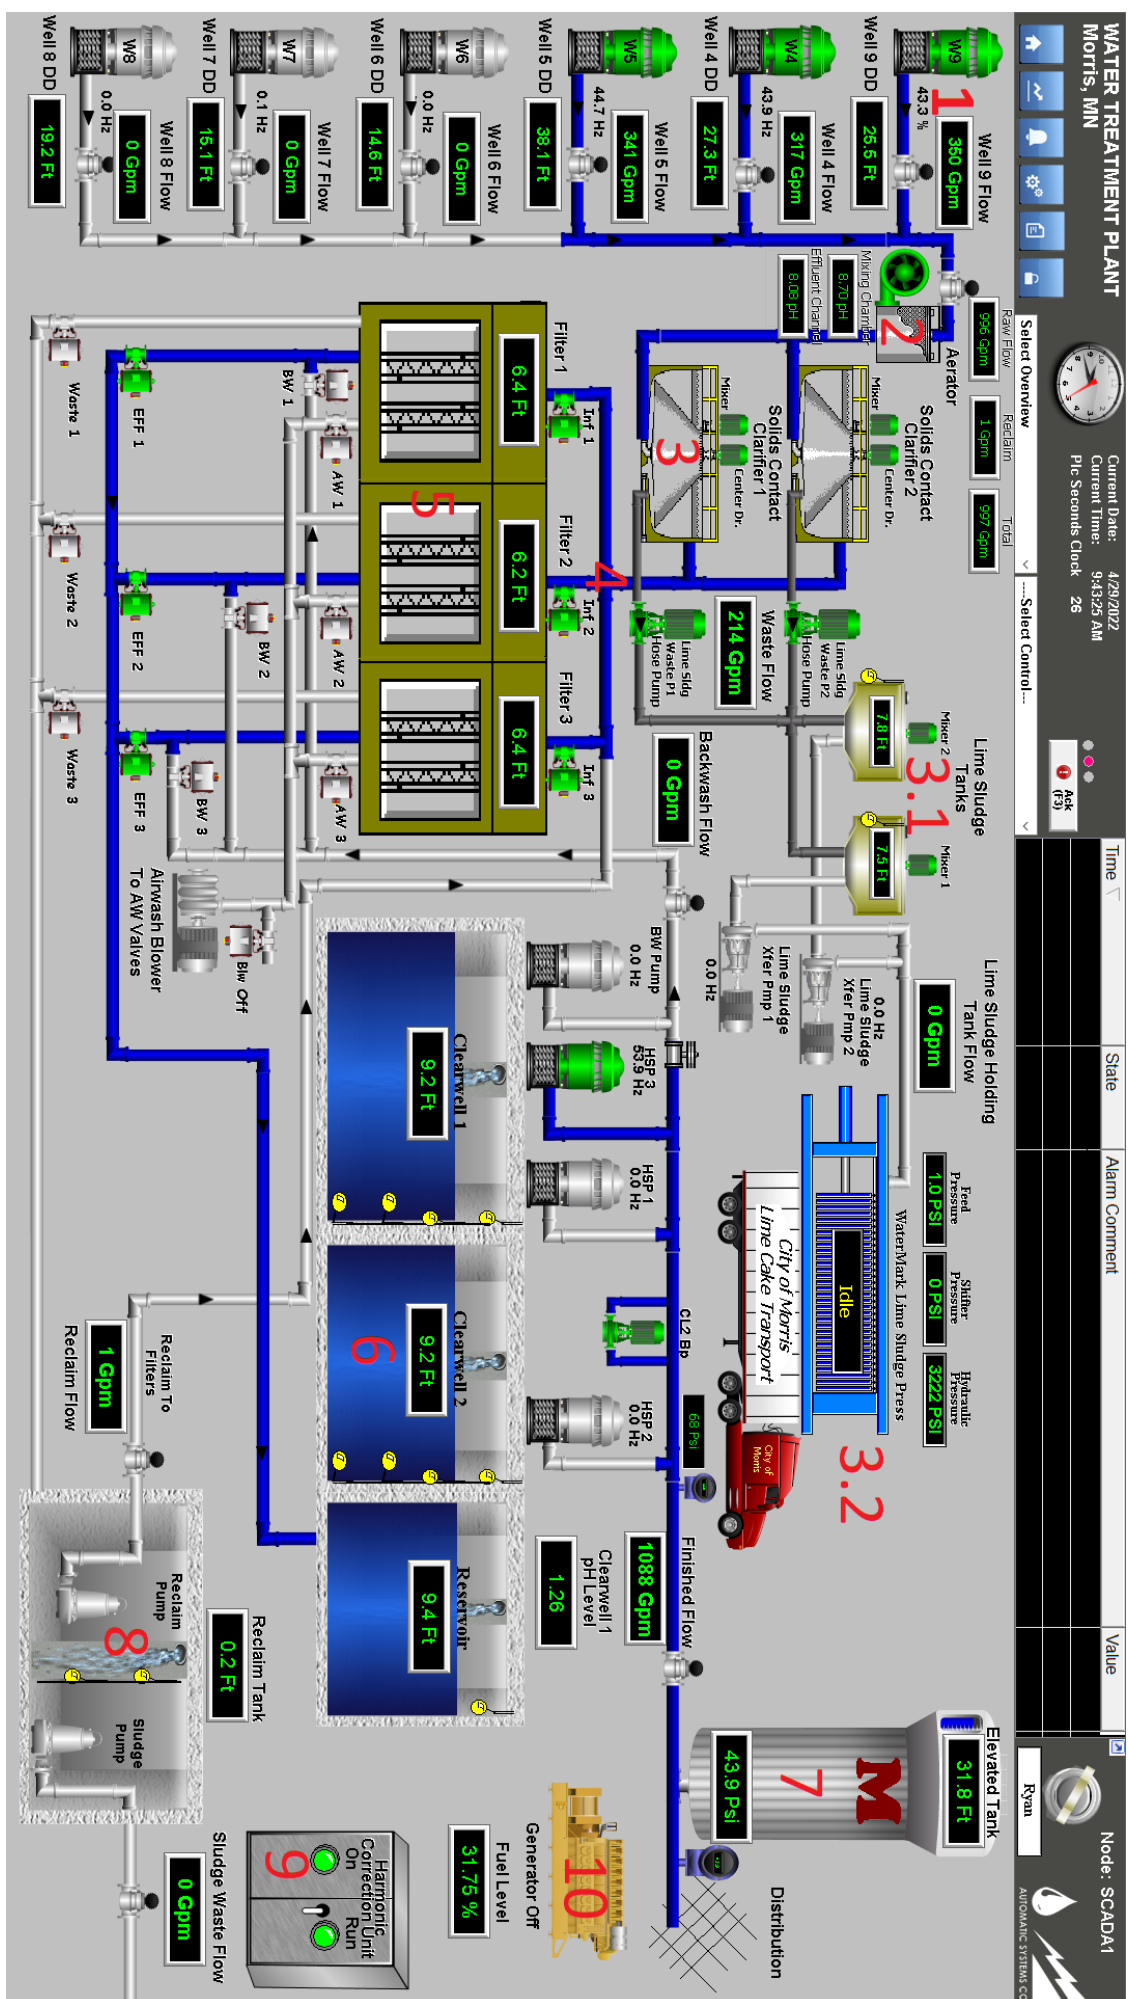 WATER TREATMENT PLANT
Morris, MN
Current Date: 4/29/2022
Current Time: 9:43:25 AM
Plc Seconds Clock 26
Ack
(F3)
Time
State
Alarm Comment
Value
Node: SCADA1
Ryan
AUTOMATIC SYSTEMS CO
Select Overview
----Select Control---
W9
1
43.3 %
Well 9 Flow
350 Gpm
Well 9 DD
25.5 Ft
W4
43.9 Hz
Well 4 Flow
317 Gpm
Well 4 DD
27.3 Ft
W5
44.7 Hz
Well 5 Flow
341 Gpm
Well 5 DD
38.1 Ft
W6
0.0 Hz
Well 6 Flow
0 Gpm
Well 6 DD
14.6 Ft
W7
0.1 Hz
Well 7 Flow
0 Gpm
Well 7 DD
15.1 Ft
W8
0.0 Hz
Well 8 Flow
0 Gpm
Well 8 DD
19.2 Ft
Raw Flow
996 Gpm
Reclaim
1 Gpm
Total
997 Gpm
Aerator
2
Mixing Chamber
8.70 pH
Effluent Channel
8.08 pH
Solids Contact
Clarifier 2
Mixer
Center Dr.
Solids Contact
Clarifier 1
Mixer
Center Dr.
3
Lime Sldg
Waste P2
Hose Pump
Waste Flow
214 Gpm
Lime Sldg
Waste P1
Hose Pump
Lime Sludge
Tanks
Mixer 2
7.8 Ft
3.1
Mixer 1
7.5 Ft
Lime Sludge Holding
Tank Flow
0 Gpm
0.0 Hz
Lime Sludge
Xfer Pmp 2
Lime Sludge
Xfer Pmp 1
0.0 Hz
Feed
Pressure
1.0 PSI
Shifter
Pressure
0 PSI
Hydraulic
Pressure
3222 PSI
WaterMark Lime Sludge Press
Idle
3.2
City of Morris
Lime Cake Transport
City of
Morris
4
Filter 1
6.4 Ft
Inf 1
Filter 2
6.2 Ft
Inf 2
Filter 3
6.4 Ft
Inf 3
5
BW 1
AW 1
AW 2
BW 2
AW 3
BW 3
EFF 1
EFF 2
EFF 3
Waste 1
Waste 2
Waste 3
Backwash Flow
0 Gpm
Blw Off
Airwash Blower
To AW Valves
BW Pump
0.0 Hz
HSP 3
53.9 Hz
HSP 1
0.0 Hz
CL2 Bp
HSP 2
0.0 Hz
68 Psi
Finished Flow
1088 Gpm
Clearwell 1
pH Level
1.26
Clearwell 1
9.2 Ft
Clearwell 2
9.2 Ft
6
Reservoir
9.4 Ft
Elevated Tank
31.8 Ft
M
7
43.9 Psi
Distribution
Generator Off
10
Fuel Level
31.75 %
Harmonic
Correction Unit
On
Run
9
Reclaim To
Filters
Reclaim Flow
1 Gpm
Reclaim Tank
0.2 Ft
Reclaim
Pump
8
Sludge
Pump
Sludge Waste Flow
0 Gpm